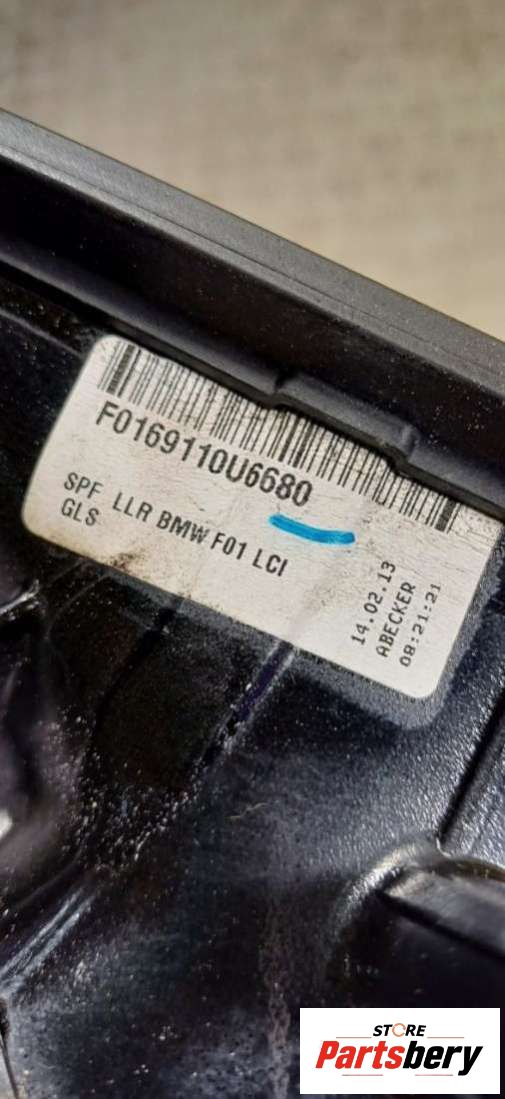 F0169110U6680
SPF LLR BMW F01 LCI
GLS
14.02.13
ABECKER
08:21:21
STORE
Partsbery